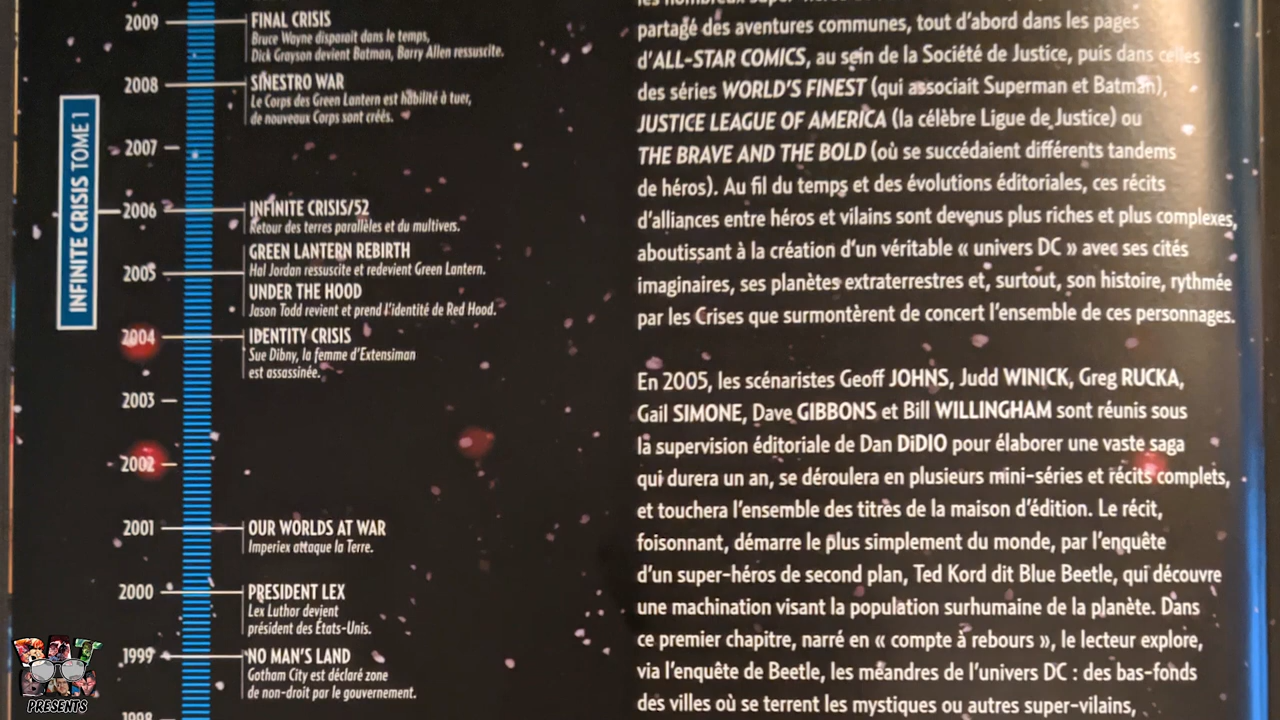 2009
FINAL CRISIS
Bruce Wayne disparaît dans le temps,
Dick Grayson devient Batman, Barry Allen ressuscite.
2008
SINESTRO WAR
Le Corps des Green Lantern est habilité à tuer,
de nouveaux Corps sont créés.
2007
INFINITE CRISIS TOME 1
2006
INFINITE CRISIS/52
Retour des terres parallèles et du multivers.
2005
GREEN LANTERN REBIRTH
Hal Jordan ressuscite et redevient Green Lantern.
UNDER THE HOOD
Jason Todd revient et prend l'identité de Red Hood.
2004
IDENTITY CRISIS
Sue Dibny, la femme d'Extensiman
est assassinée.
2003
2002
2001
OUR WORLDS AT WAR
Imperiex attaque la Terre.
2000
PRESIDENT LEX
Lex Luthor devient
président des États-Unis.
1999
NO MAN'S LAND
Gotham City est déclaré zone
de non-droit par le gouvernement.
1998
partagé des aventures communes, tout d'abord dans les pages
d'ALL-STAR COMICS, au sein de la Société de Justice, puis dans celles
des séries WORLD'S FINEST (qui associait Superman et Batman),
JUSTICE LEAGUE OF AMERICA (la célèbre Ligue de Justice) ou
THE BRAVE AND THE BOLD (où se succédaient différents tandems
de héros). Au fil du temps et des évolutions éditoriales, ces récits
d'alliances entre héros et vilains sont devenus plus riches et plus complexes,
aboutissant à la création d'un véritable « univers DC » avec ses cités
imaginaires, ses planètes extraterrestres et, surtout, son histoire, rythmée
par les Crises que surmontèrent de concert l'ensemble de ces personnages.
En 2005, les scénaristes Geoff JOHNS, Judd WINICK, Greg RUCKA,
Gail SIMONE, Dave GIBBONS et Bill WILLINGHAM sont réunis sous
la supervision éditoriale de Dan DiDIO pour élaborer une vaste saga
qui durera un an, se déroulera en plusieurs mini-séries et récits complets,
et touchera l'ensemble des titres de la maison d'édition. Le récit,
foisonnant, démarre le plus simplement du monde, par l'enquête
d'un super-héros de second plan, Ted Kord dit Blue Beetle, qui découvre
une machination visant la population surhumaine de la planète. Dans
ce premier chapitre, narré en « compte à rebours », le lecteur explore,
via l'enquête de Beetle, les méandres de l'univers DC : des bas-fonds
des villes où se terrent les mystiques ou autres super-vilains,
PRESENTS